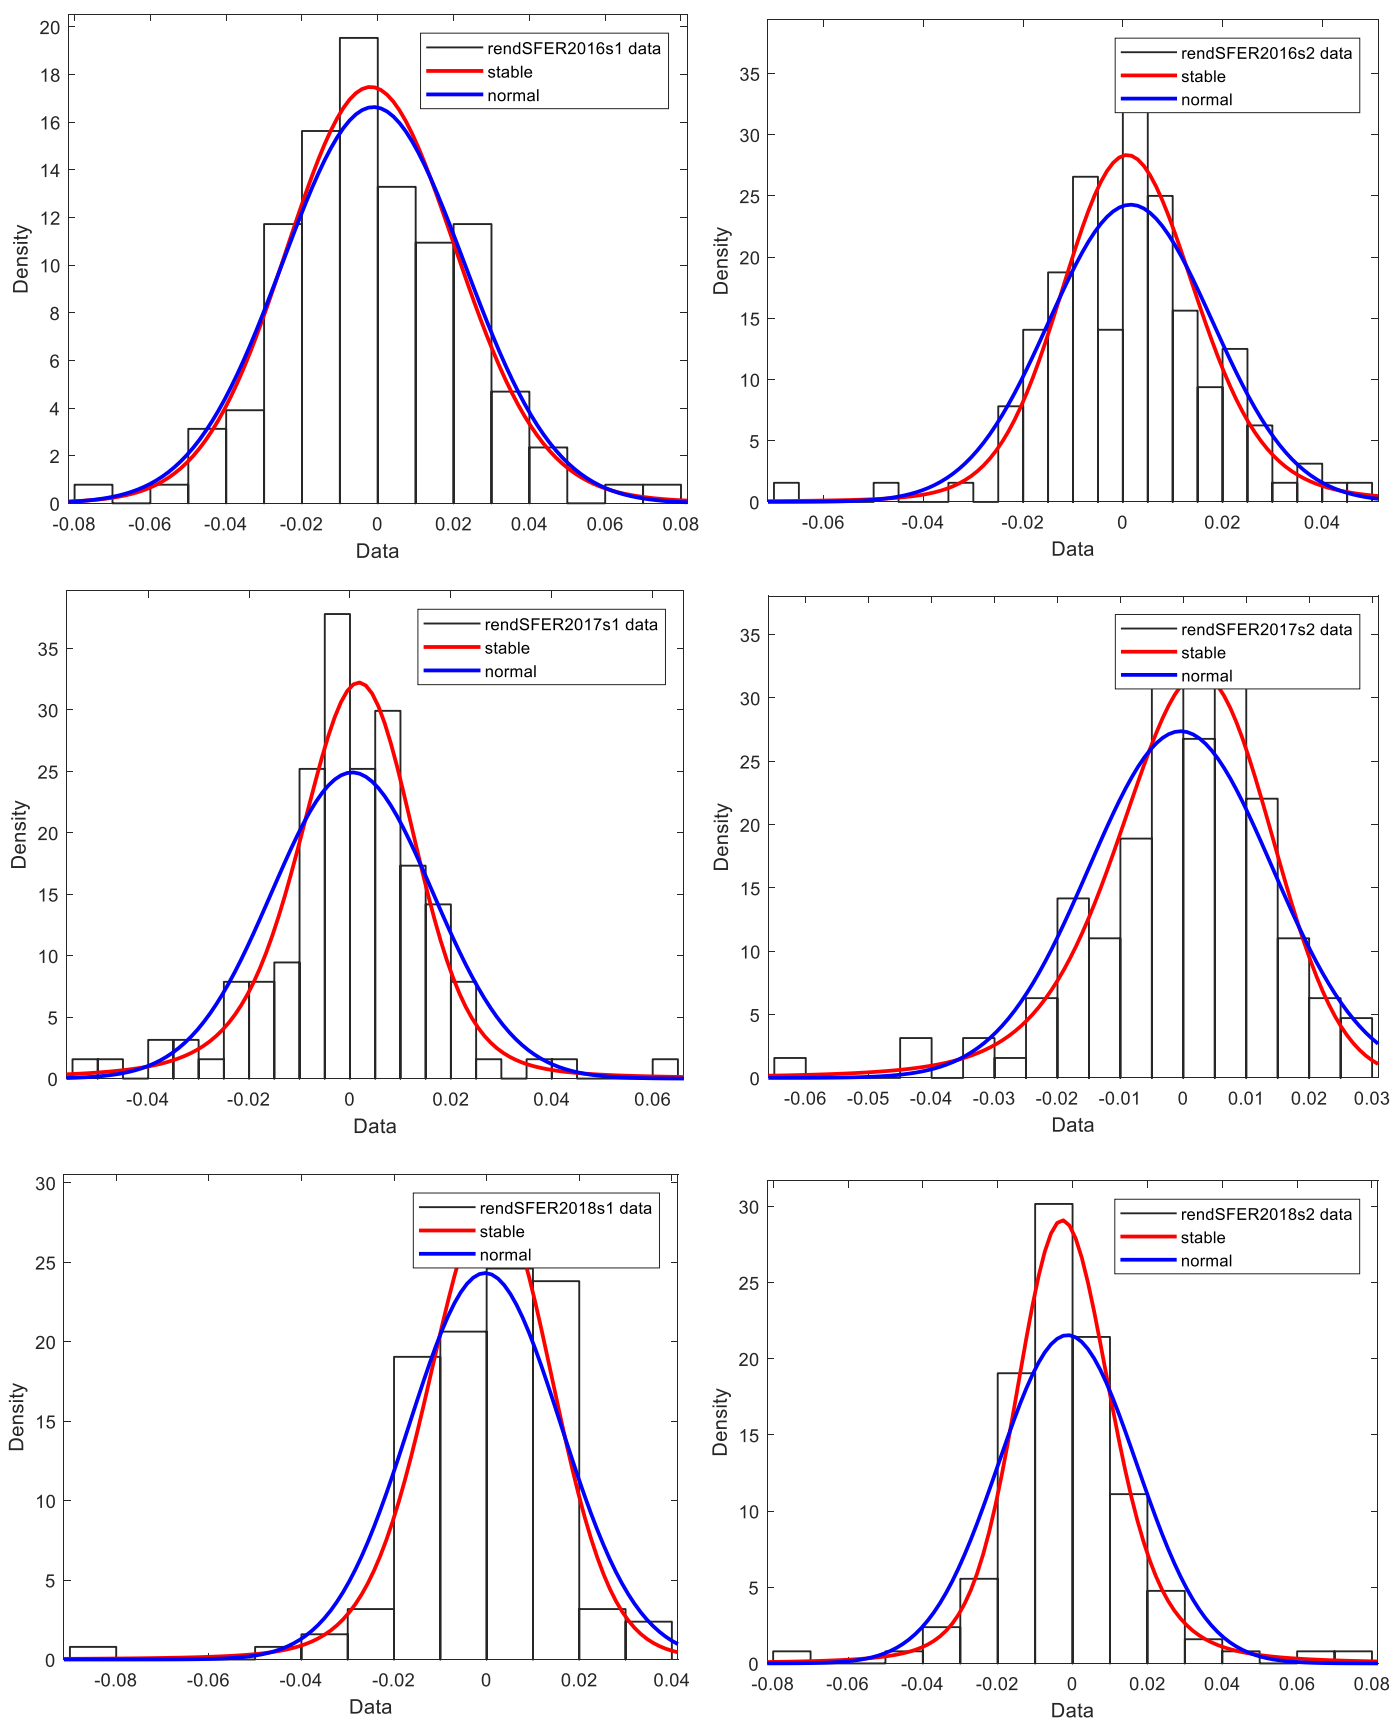 rendSFER2016s1 data
stable
normal
20
18
16
14
12
10
8
6
4
2
0
Density
-0.08 -0.06 -0.04 -0.02 0 0.02 0.04 0.06 0.08
Data
rendSFER2016s2 data
stable
normal
35
30
25
20
15
10
5
0
Density
-0.06 -0.04 -0.02 0 0.02 0.04
Data
rendSFER2017s1 data
stable
normal
35
30
25
20
15
10
5
0
Density
-0.04 -0.02 0 0.02 0.04 0.06
Data
rendSFER2017s2 data
stable
normal
35
30
25
20
15
10
5
0
Density
-0.06 -0.05 -0.04 -0.03 -0.02 -0.01 0 0.01 0.02 0.03
Data
rendSFER2018s1 data
stable
normal
30
25
20
15
10
5
0
Density
-0.08 -0.06 -0.04 -0.02 0 0.02 0.04
Data
rendSFER2018s2 data
stable
normal
30
25
20
15
10
5
0
Density
-0.08 -0.06 -0.04 -0.02 0 0.02 0.04 0.06 0.08
Data